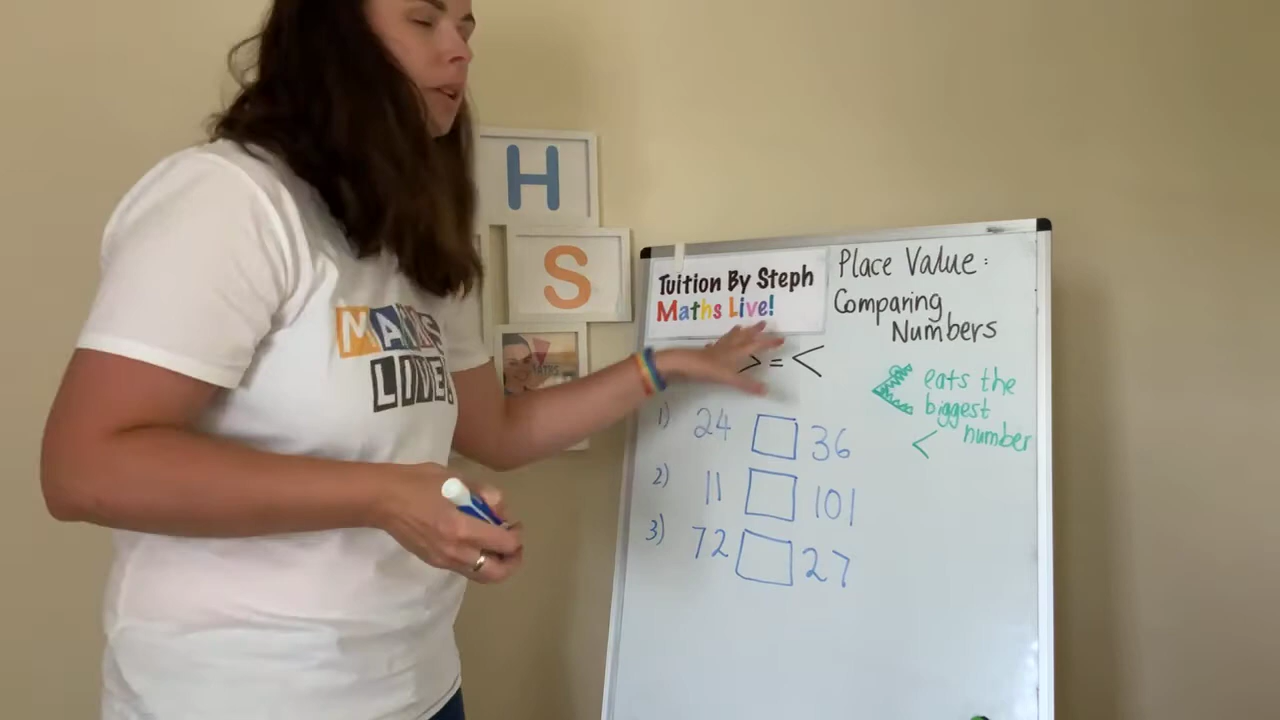 H
S
MATHS
LIVE!
Tuition By Steph
Maths Live!
Place Value:
Comparing
Numbers
> = <
eats the
biggest
number
<
1) 24 36
2) 11 101
3) 72 27